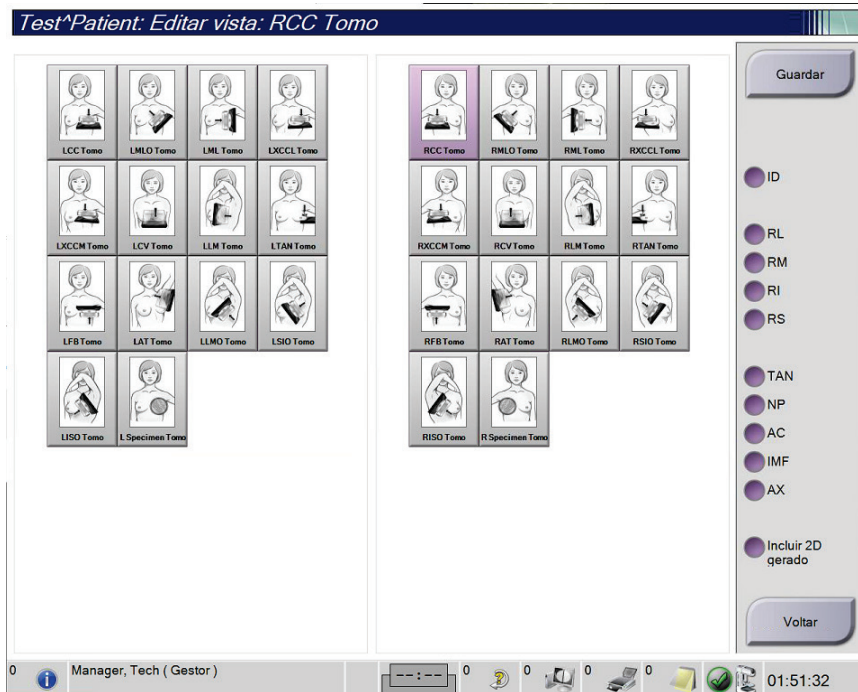 Test^Patient: Editar vista: RCC Tomo
LCC Tomo LMLO Tomo LML Tomo LXCCL Tomo
LXCCM Tomo LCV Tomo LLM Tomo LTAN Tomo
LFB Tomo LAT Tomo LLMO Tomo LSIO Tomo
LISO Tomo L Specimen Tomo
RCC Tomo RMLO Tomo RML Tomo RXCCL Tomo
RXCCM Tomo RCV Tomo RLM Tomo RTAN Tomo
RFB Tomo RAT Tomo RLMO Tomo RSIO Tomo
RISO Tomo R Specimen Tomo
Guardar
ID
RL
RM
RI
RS
TAN
NP
AC
IMF
AX
Incluir 2D
gerado
Voltar
0 Manager, Tech ( Gestor ) --:-- 0 0 0 0 01:51:32